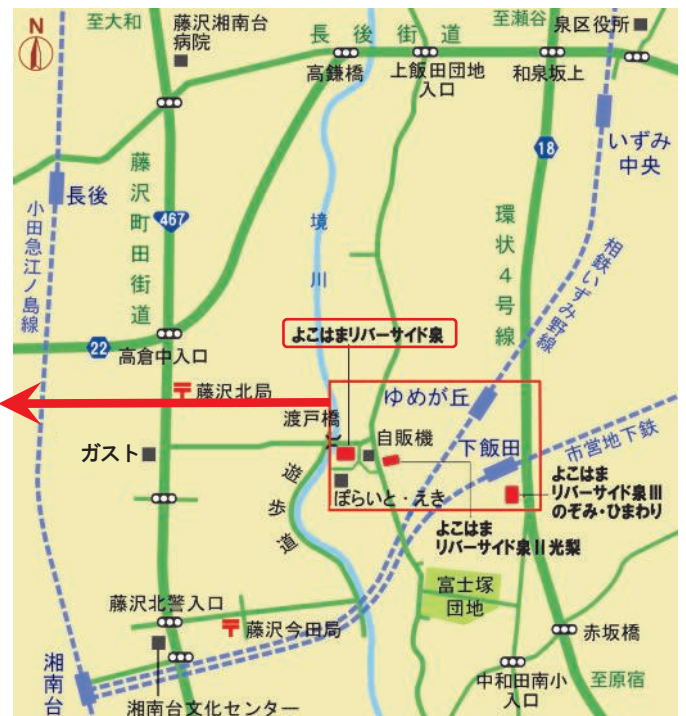 N
至大和
藤沢湘南台
病院
長後街道
至瀬谷
泉区役所
高鎌橋
上飯田団地
入口
和泉坂上
18
いずみ
中央
藤沢町田街道
467
長後
小田急江ノ島線
境川
環状4号線
相鉄いずみ野線
よこはまリバーサイド泉
22
高倉中入口
藤沢北局
渡戸橋
ゆめが丘
自販機
下飯田
市営地下鉄
ガスト
遊歩道
ぽらいと・えき
よこはま
リバーサイド泉Ⅲ
のぞみ・ひまわり
よこはま
リバーサイド泉Ⅱ光梨
富士塚
団地
藤沢北警入口
藤沢今田局
赤坂橋
湘南台
湘南台文化センター
中和田南小
入口
至原宿